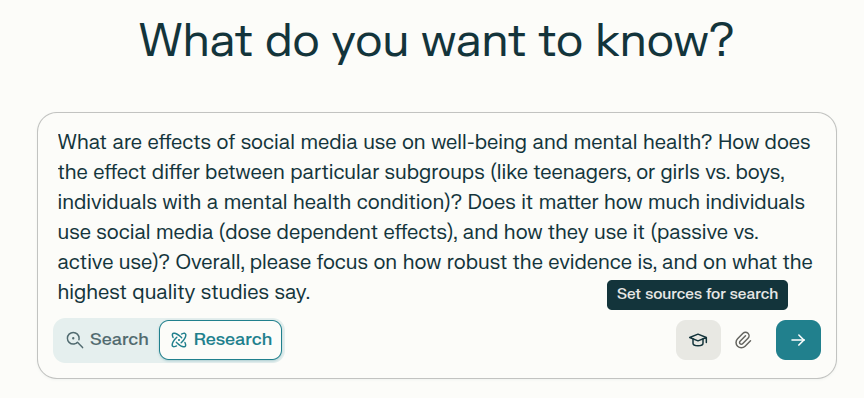 What do you want to know?
What are effects of social media use on well-being and mental health? How does
the effect differ between particular subgroups (like teenagers, or girls vs. boys,
individuals with a mental health condition)? Does it matter how much individuals
use social media (dose dependent effects), and how they use it (passive vs.
active use)? Overall, please focus on how robust the evidence is, and on what the
highest quality studies say.
Set sources for search
Search
Research